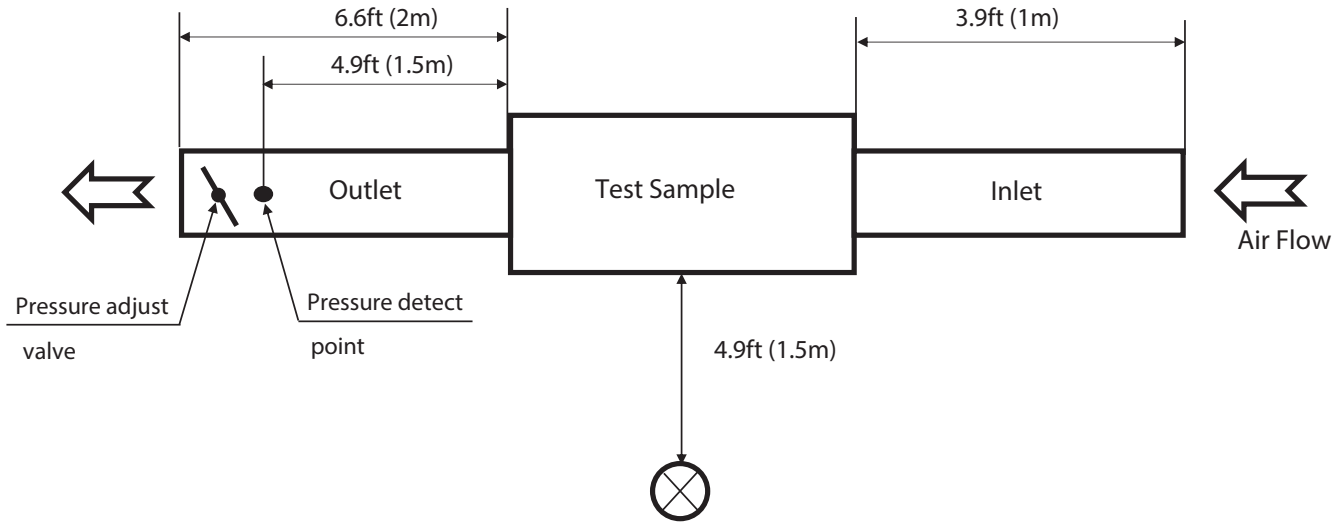 6.6ft (2m)
3.9ft (1m)
4.9ft (1.5m)
Outlet
Test Sample
Inlet
Air Flow
Pressure adjust
valve
Pressure detect
point
4.9ft (1.5m)